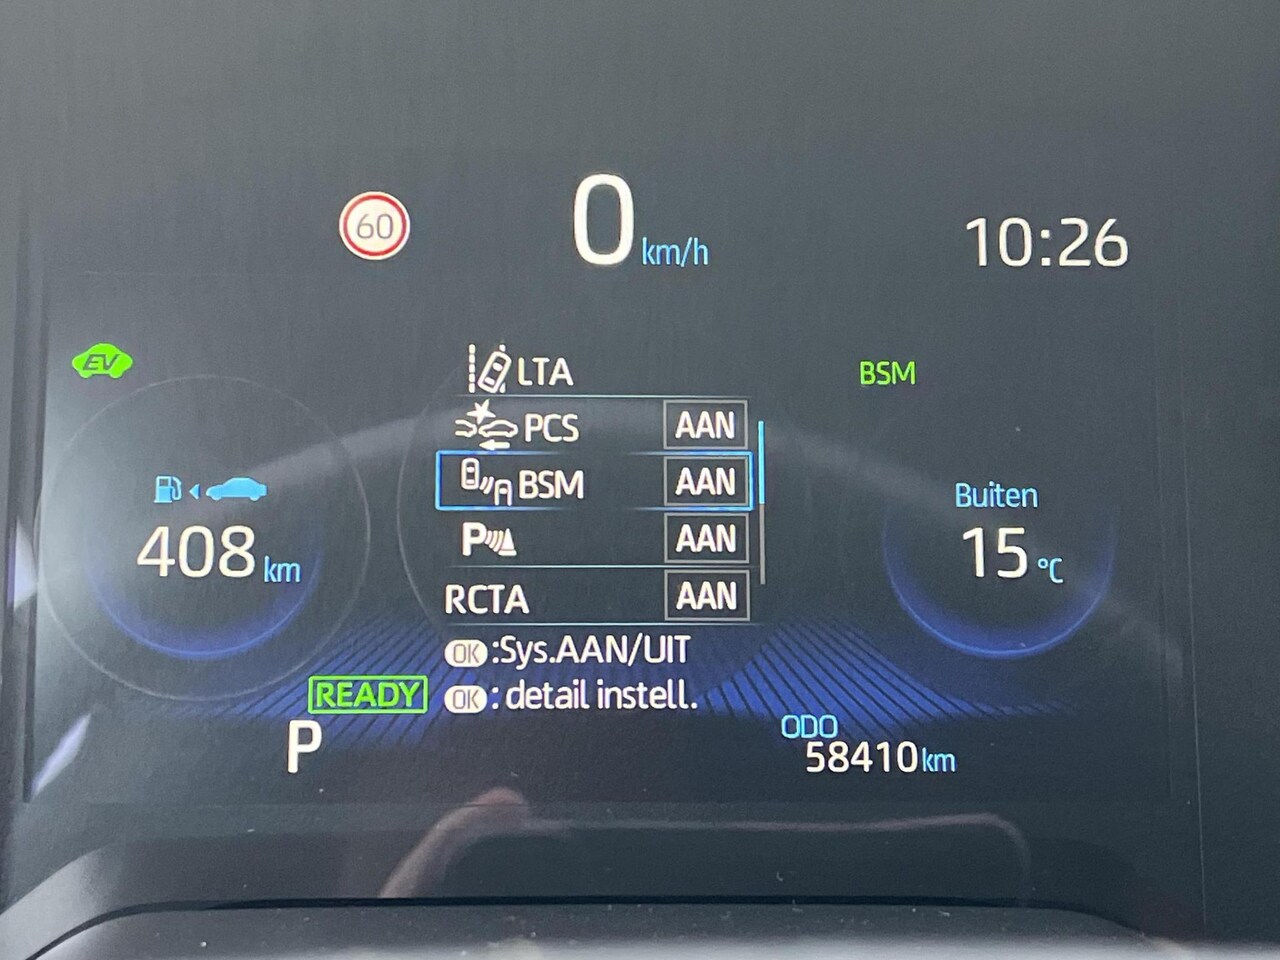 60
0 km/h
10:26
EV
LTA
BSM
PCS AAN
BSM AAN
Buiten
408 km
P AAN
15 °C
RCTA AAN
OK :Sys.AAN/UIT
READY
OK : detail instell.
P
ODO
58410 km